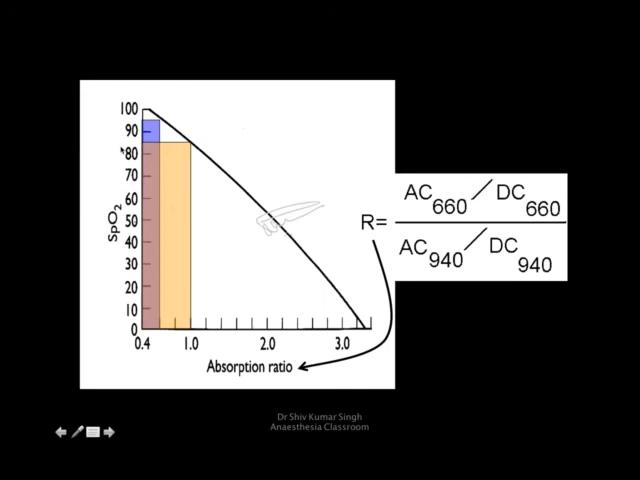 100
90
80
70
60
50
40
30
20
10
0
SpO2
0.4 1.0 2.0 3.0
Absorption ratio
R=
AC660 / DC660
AC940 / DC940
Dr Shiv Kumar Singh
Anaesthesia Classroom